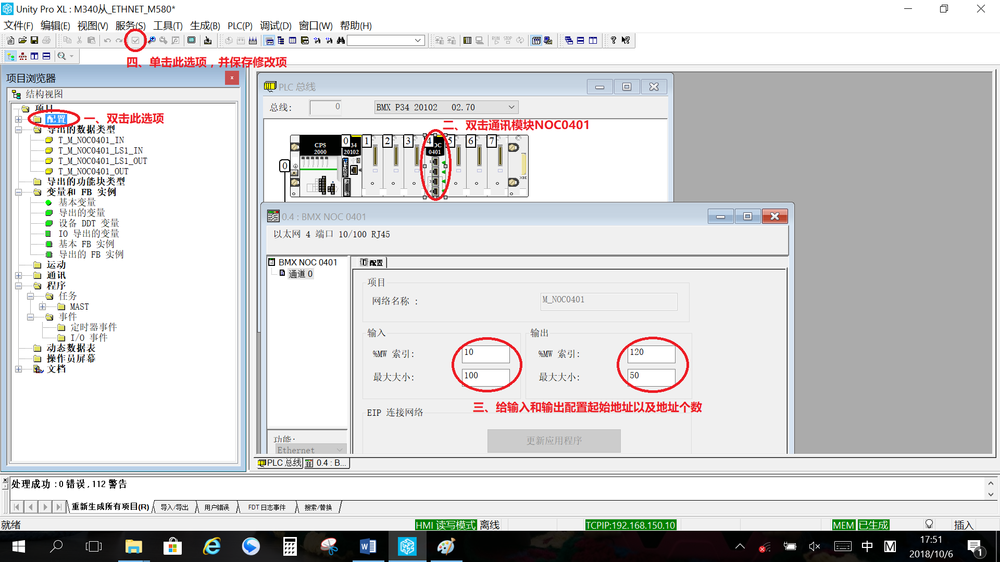 Unity Pro XL : M340从_ETHNET_M580*
文件(F) 编辑(E) 视图(V) 服务(S) 工具(T) 生成(B) PLC(P) 调试(D) 窗口(W) 帮助(H)
RUN STOP
四、单击此选项，并保存修改项
项目浏览器
结构视图
项目
配置 一、双击此选项
导出的数据类型
T_M_NOC0401_IN
T_M_NOC0401_LS1_IN
T_M_NOC0401_LS1_OUT
T_M_NOC0401_OUT
导出的功能块类型
变量和 FB 实例
基本变量
导出的变量
设备 DDT 变量
IO 导出的变量
基本 FB 实例
导出的 FB 实例
运动
通讯
程序
任务
MAST
事件
定时器事件
I/O 事件
动态数据表
操作员屏幕
文档
PLC 总线
总线: 0 BMX P34 20102 02.70
二、双击通讯模块NOC0401
0 1 2 3 4 5 6 7
CPS 2000
34 20102
OC 0401
1
2
3
4
0
XBE
0.4 : BMX NOC 0401
以太网 4 端口 10/100 RJ45
BMX NOC 0401
通道 0
配置
项目
网络名称 : M_NOC0401
输入 输出
%MW 索引: 10 %MW 索引: 120
最大大小: 100 最大大小: 50
三、给输入和输出配置起始地址以及地址个数
EIP 连接网络
更新应用程序
功能:
Ethernet
PLC 总线 0.4 : B...
处理成功 : 0 错误 , 112 警告
重新生成所有项目(R) 导入/导出 用户错误 FDT 日志事件 搜索/替换
就绪 HMI 读写模式 离线 TCPIP:192.168.150.10 MEM 已生成 插入
中 M 17:51
2018/10/6
1